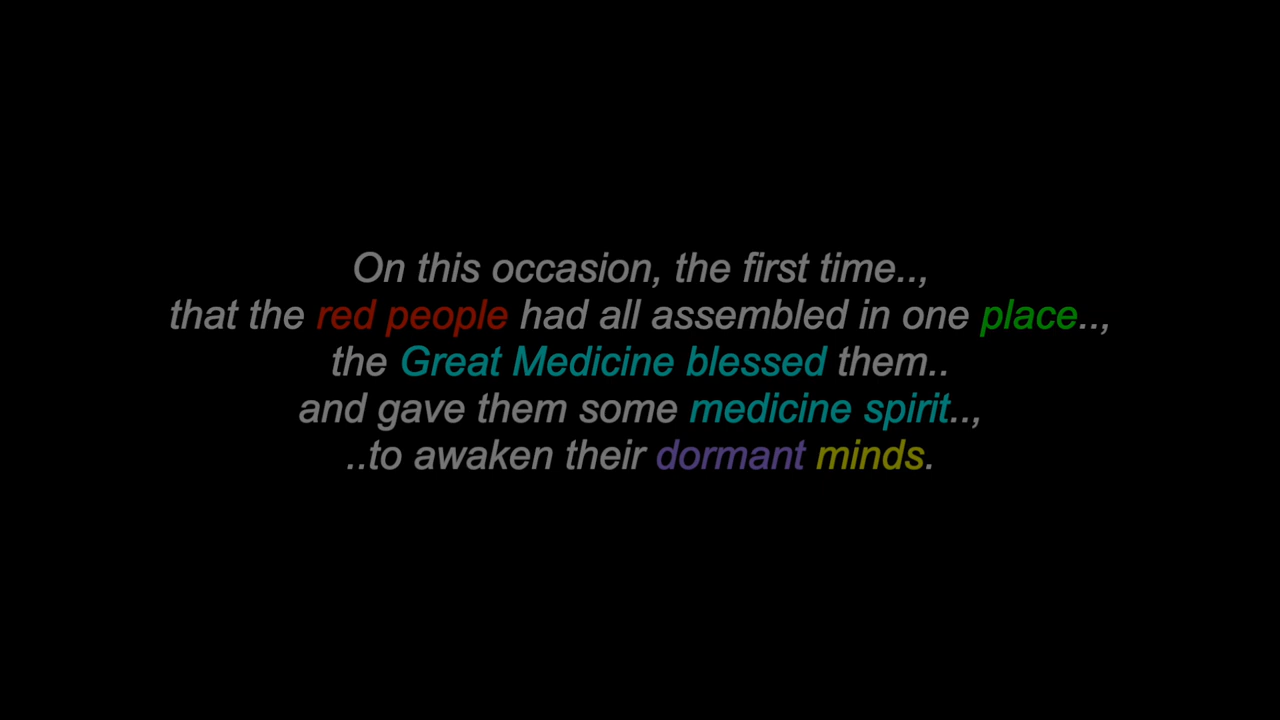 On this occasion, the first time..,
that the red people had all assembled in one place..,
the Great Medicine blessed them..
and gave them some medicine spirit..,
..to awaken their dormant minds.